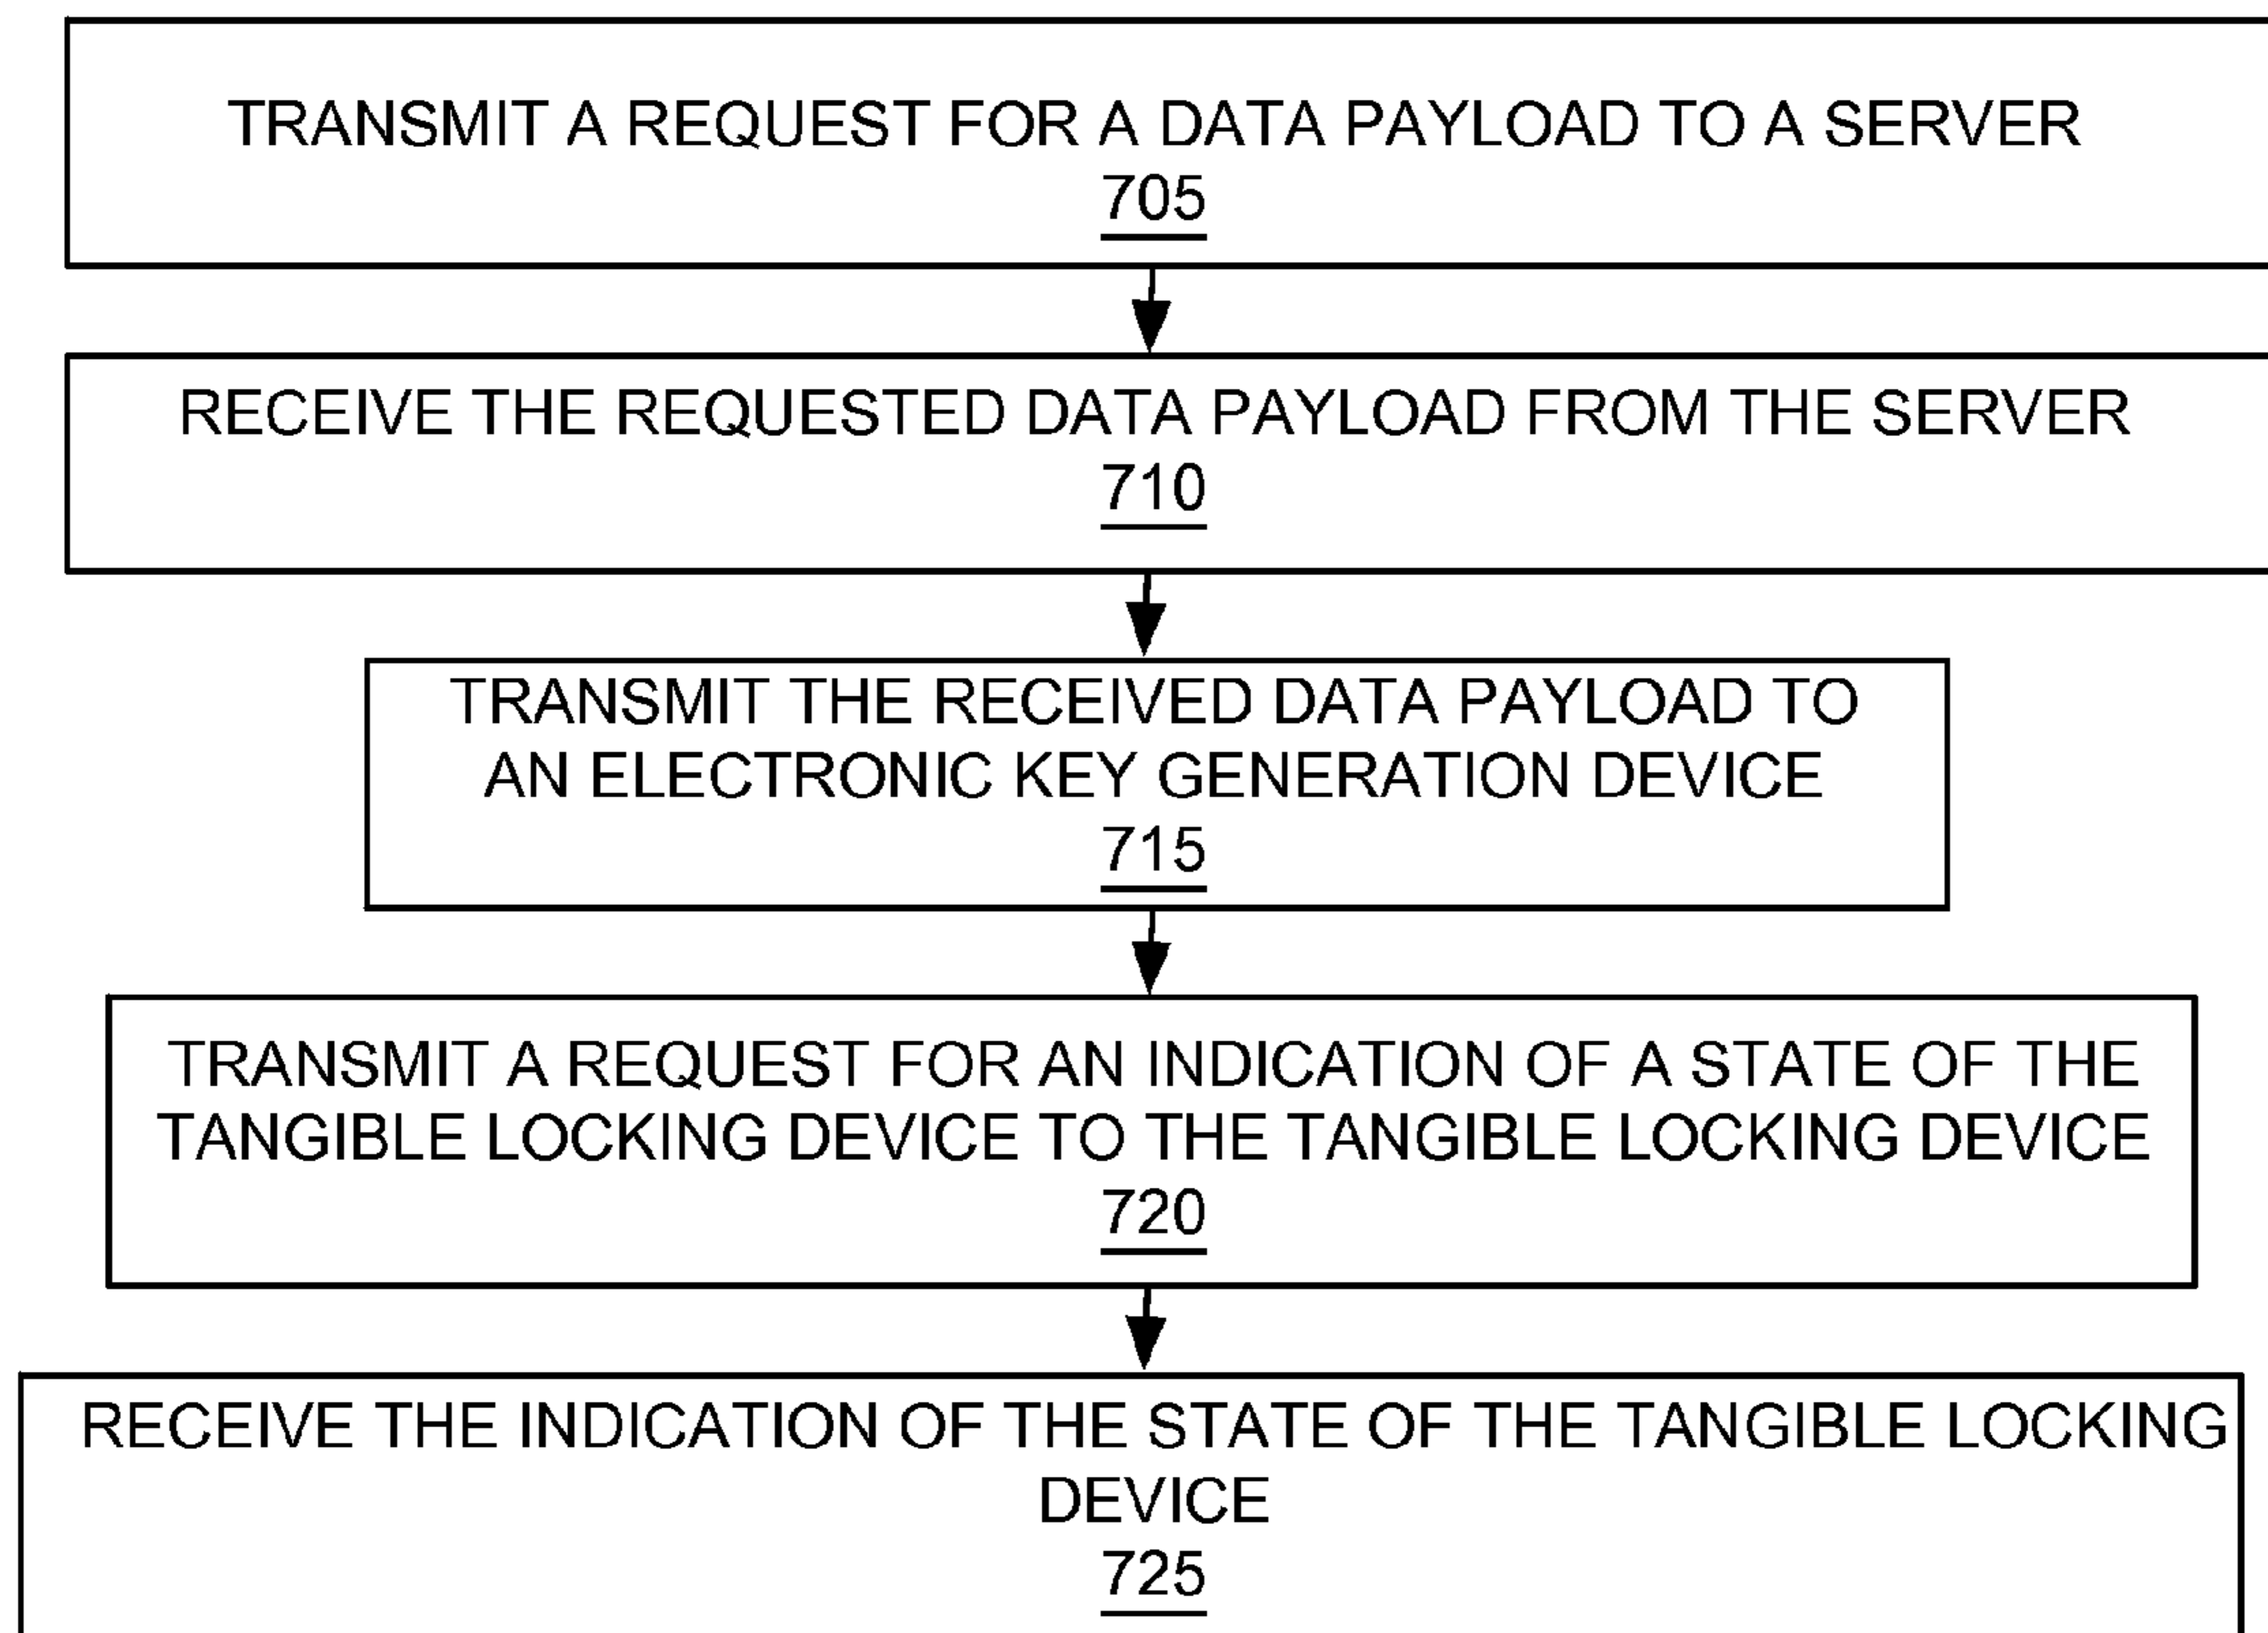 TRANSMIT A REQUEST FOR A DATA PAYLOAD TO A SERVER
705
RECEIVE THE REQUESTED DATA PAYLOAD FROM THE SERVER
710
TRANSMIT THE RECEIVED DATA PAYLOAD TO
AN ELECTRONIC KEY GENERATION DEVICE
715
TRANSMIT A REQUEST FOR AN INDICATION OF A STATE OF THE
TANGIBLE LOCKING DEVICE TO THE TANGIBLE LOCKING DEVICE
720
RECEIVE THE INDICATION OF THE STATE OF THE TANGIBLE LOCKING
DEVICE
725